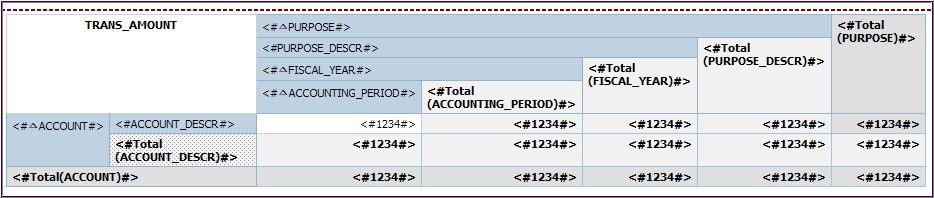 TRANS_AMOUNT
<#▵PURPOSE#>
<#Total
(PURPOSE)#>
<#PURPOSE_DESCR#>
<#Total
(PURPOSE_DESCR)#>
<#▵FISCAL_YEAR#>
<#Total
(FISCAL_YEAR)#>
<#▵ACCOUNTING_PERIOD#>
<#Total
(ACCOUNTING_PERIOD)#>
<#▵ACCOUNT#> <#ACCOUNT_DESCR#> <#1234#> <#1234#> <#1234#> <#1234#> <#1234#>
<#Total
(ACCOUNT_DESCR)#> <#1234#> <#1234#> <#1234#> <#1234#> <#1234#>
<#Total(ACCOUNT)#> <#1234#> <#1234#> <#1234#> <#1234#> <#1234#>